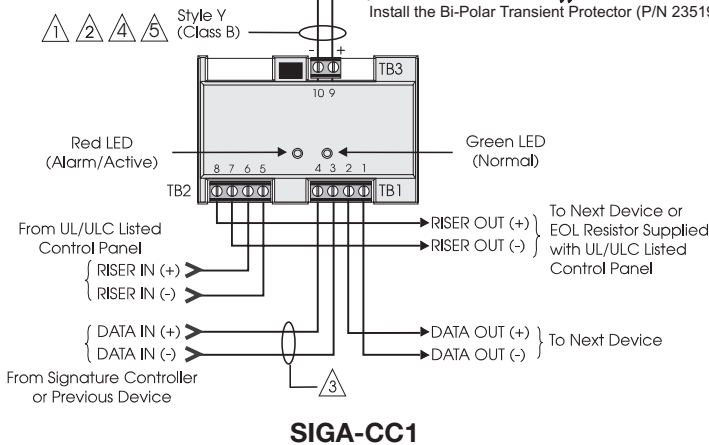 Install the Bi-Polar Transient Protector (P/N 23519
1 2 4 5
Style Y
(Class B)
- +
TB3
10 9
Red LED
(Alarm/Active)
Green LED
(Normal)
8 7 6 5 4 3 2 1
TB2
TB1
From UL/ULC Listed
Control Panel
RISER IN (+)
RISER IN (-)
RISER OUT (+)
RISER OUT (-)
To Next Device or
EOL Resistor Supplied
with UL/ULC Listed
Control Panel
DATA IN (+)
DATA IN (-)
DATA OUT (+)
DATA OUT (-)
To Next Device
From Signature Controller
or Previous Device
3
SIGA-CC1